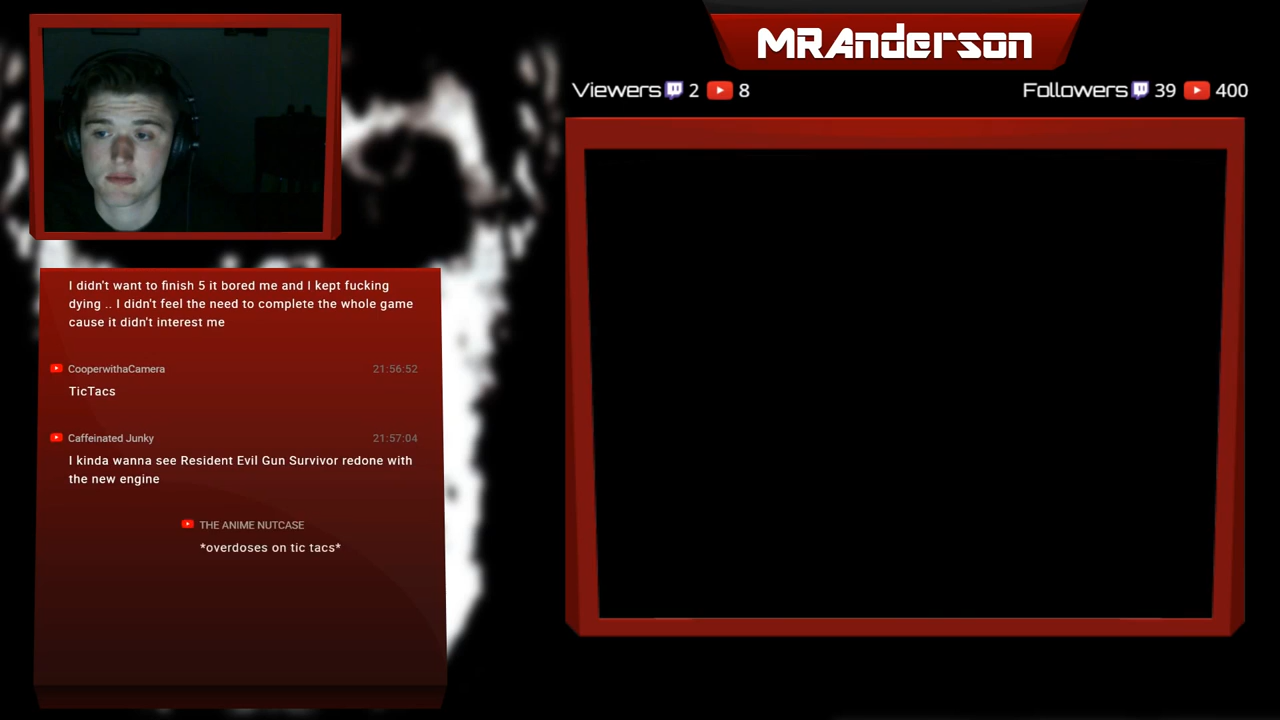 MRAnderson
Viewers 2 8
Followers 39 400
I didn't want to finish 5 it bored me and I kept fucking
dying .. I didn't feel the need to complete the whole game
cause it didn't interest me
CooperwithaCamera 21:56:52
TicTacs
Caffeinated Junky 21:57:04
I kinda wanna see Resident Evil Gun Survivor redone with
the new engine
THE ANIME NUTCASE
*overdoses on tic tacs*